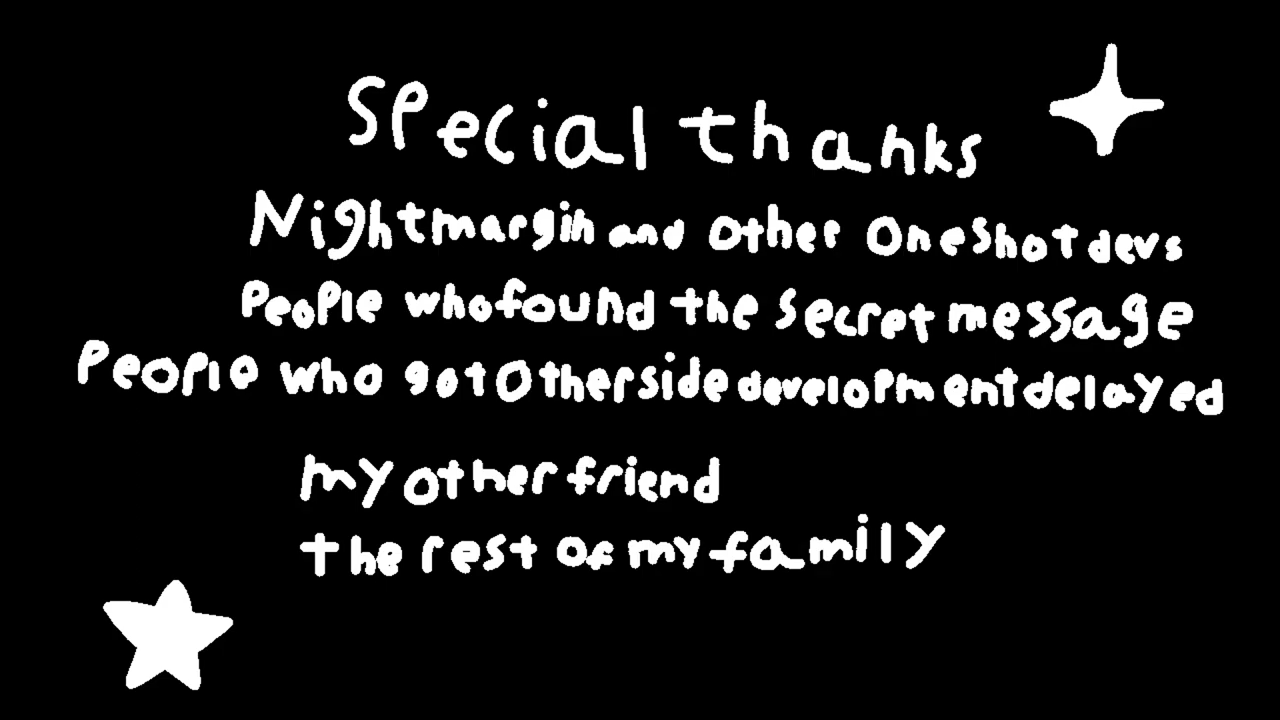 Special thanks
Nightmargin and other Oneshot devs
People who found the secret message
People who got Otherside development delayed
my other friend
the rest of my family